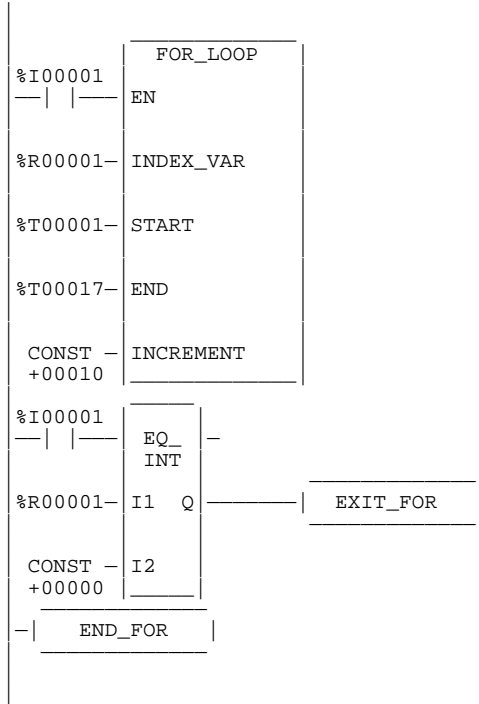 FOR_LOOP
%I00001
EN
%R00001 INDEX_VAR
%T00001 START
%T00017 END
CONST INCREMENT
+00010
%I00001
EQ_
INT
%R00001 I1 Q EXIT_FOR
CONST I2
+00000
END_FOR